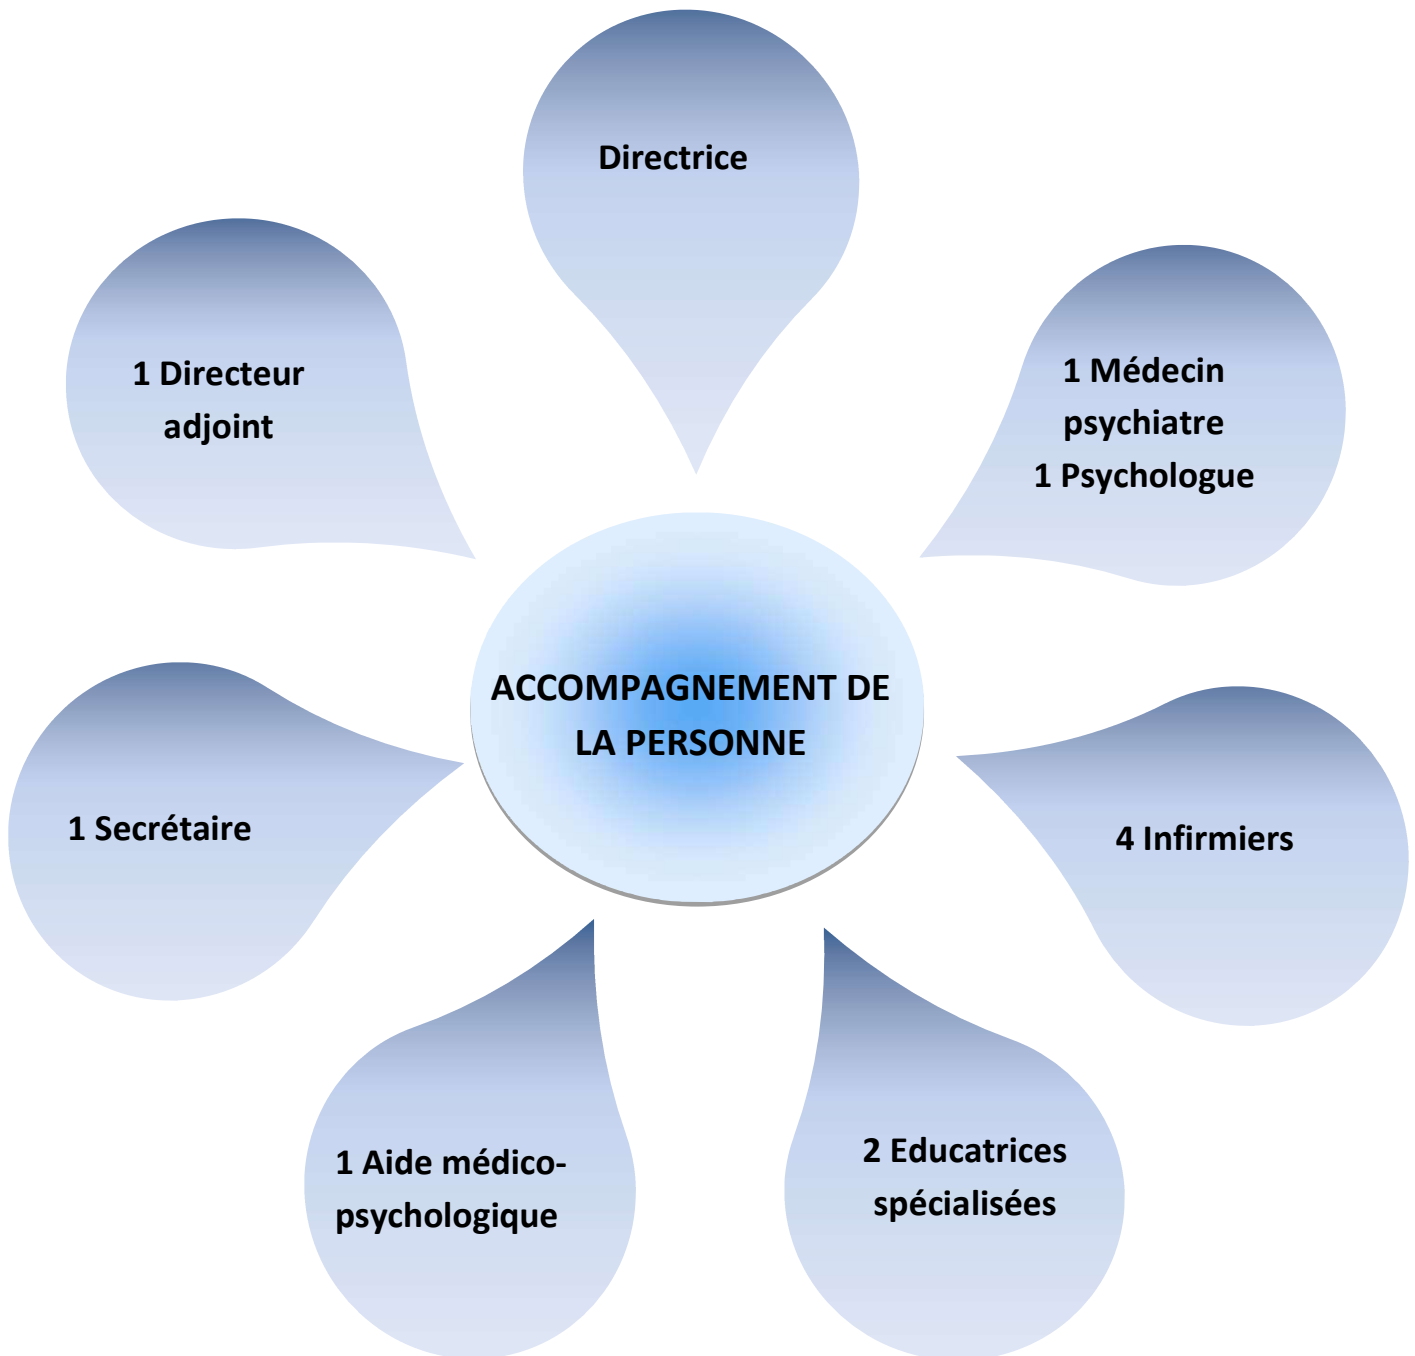 Directrice
1 Directeur
adjoint
1 Médecin
psychiatre
1 Psychologue
ACCOMPAGNEMENT DE
LA PERSONNE
1 Secrétaire
4 Infirmiers
1 Aide médico-
psychologique
2 Educatrices
spécialisées